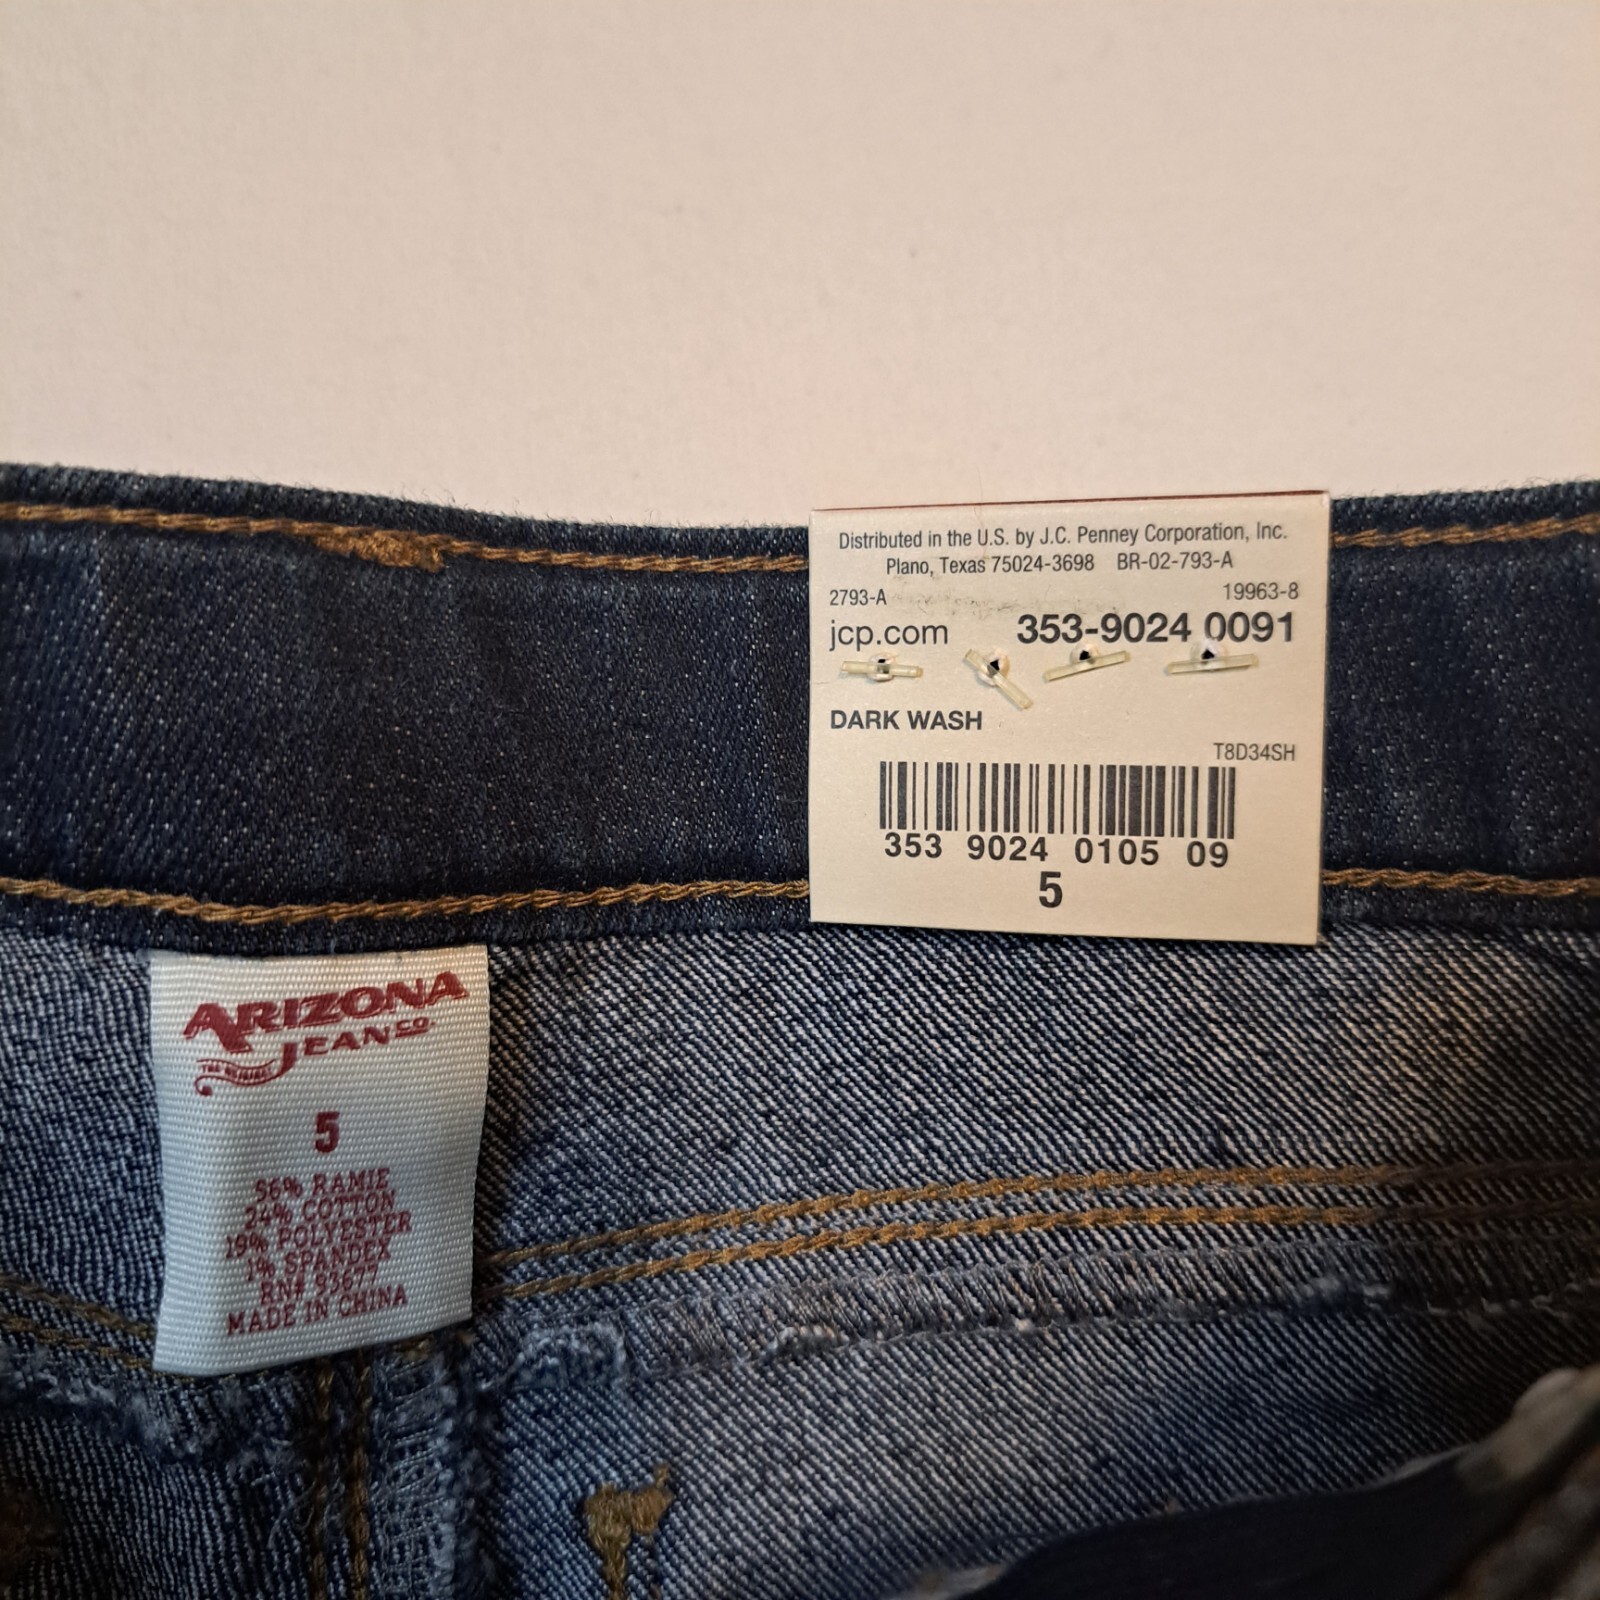 Distributed in the U.S. by J.C. Penney Corporation, Inc.
Plano, Texas 75024-3698 BR-02-793-A
2793-A 19963-8
jcp.com 353-9024 0091
DARK WASH
T8D34SH
353 9024 0105 09
5
ARIZONA
JEAN CO.
THE ORIGINAL
5
56% RAMIE
24% COTTON
19% POLYESTER
1% SPANDEX
RN# 93677
MADE IN CHINA